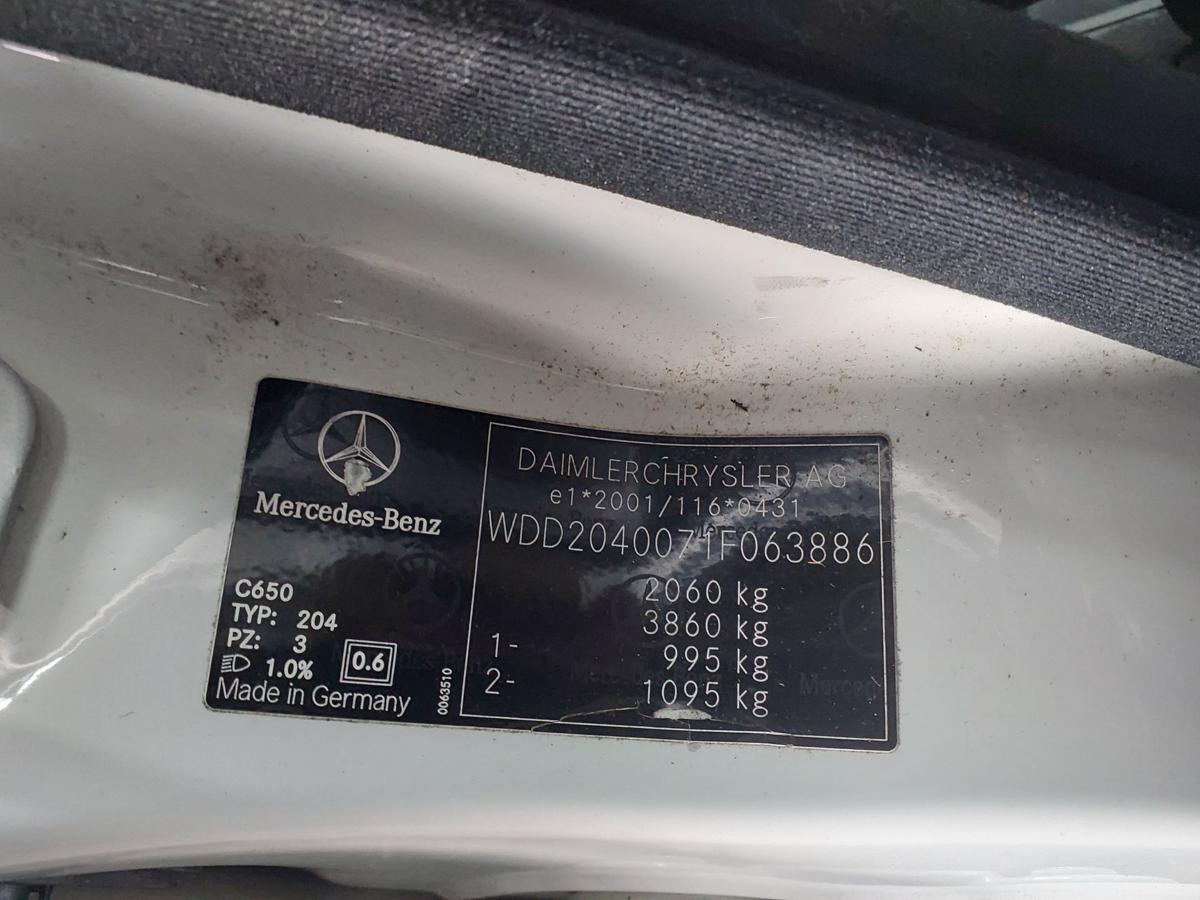 Mercedes-Benz
C650
TYP: 204
PZ: 3
1.0%
0.6
Made in Germany
0063510
DAIMLERCHRYSLER AG
e1*2001/116*0431
WDD2040071F063886
2060 kg
3860 kg
1- 995 kg
2- 1095 kg